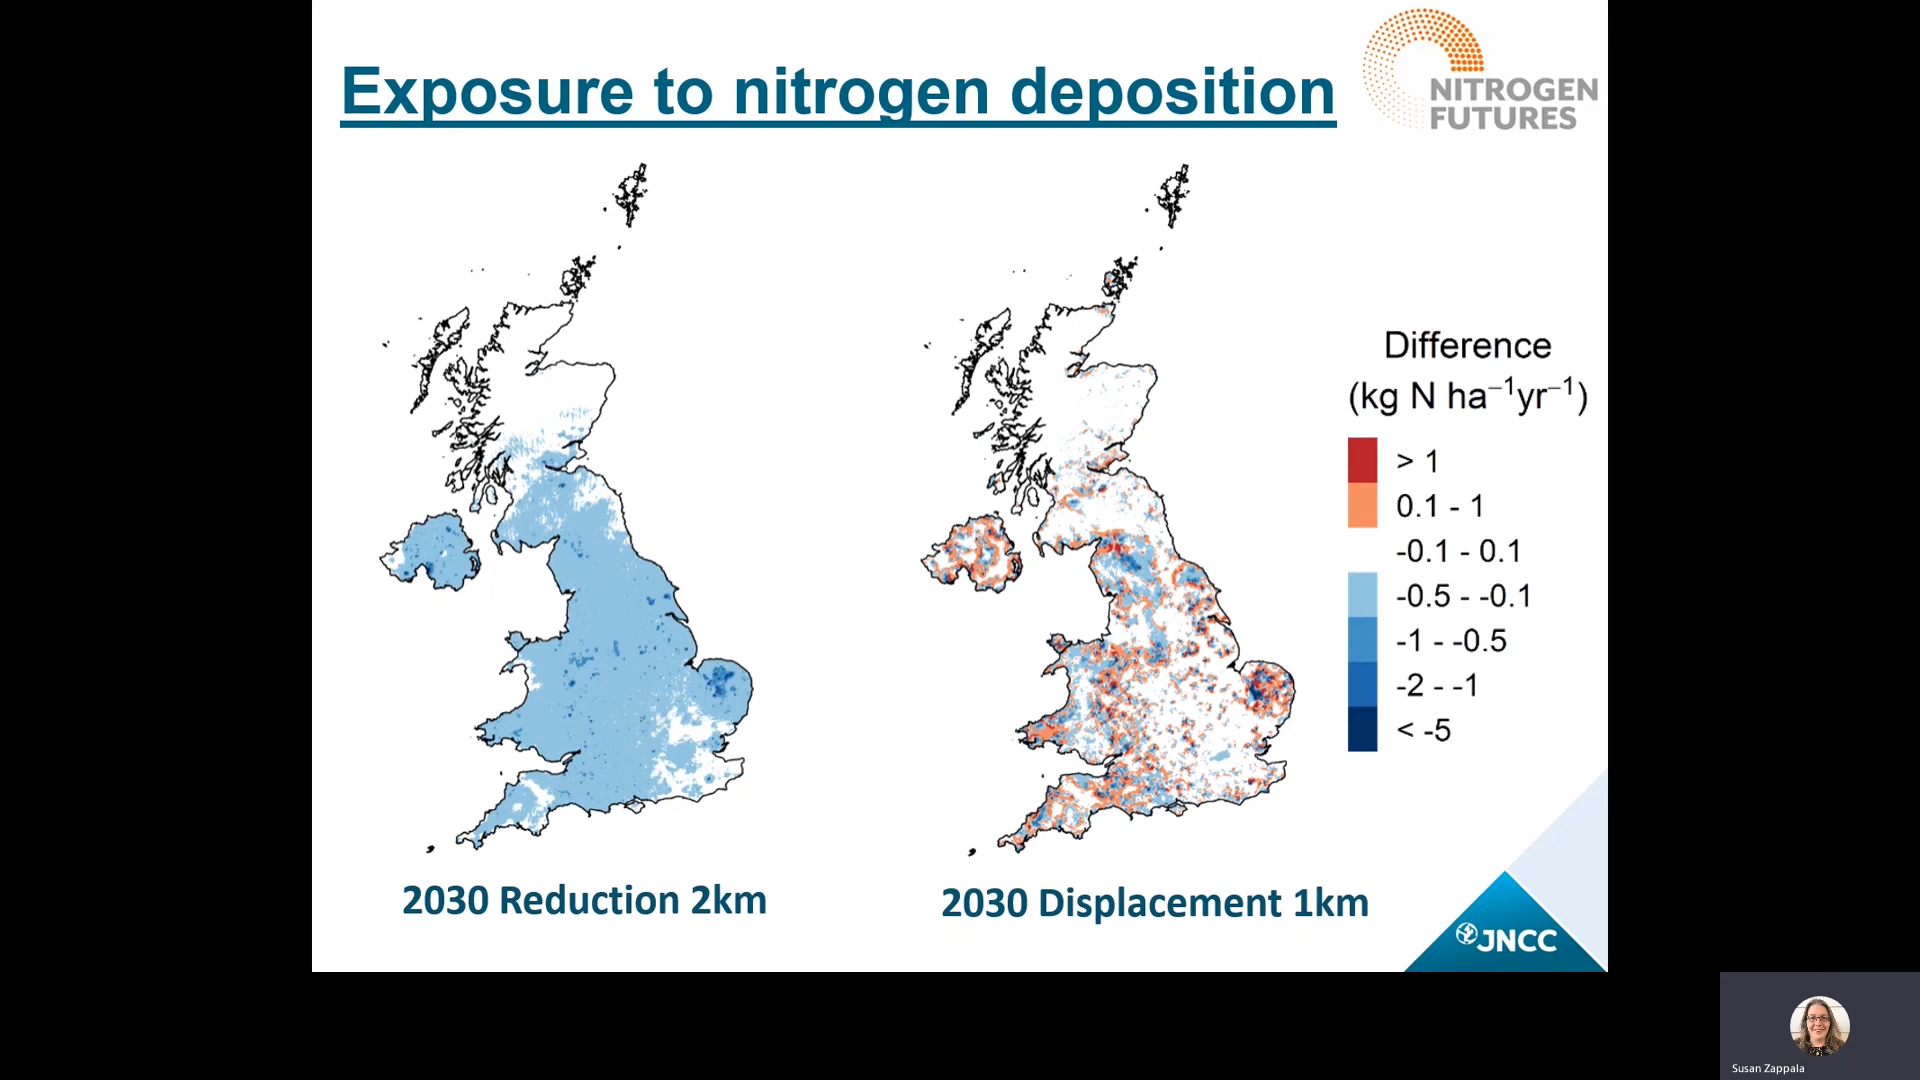 Exposure to nitrogen deposition
NITROGEN
FUTURES
Difference
(kg N ha⁻¹yr⁻¹)
> 1
0.1 - 1
-0.1 - 0.1
-0.5 - -0.1
-1 - -0.5
-2 - -1
< -5
2030 Reduction 2km
2030 Displacement 1km
JNCC
Susan Zappala